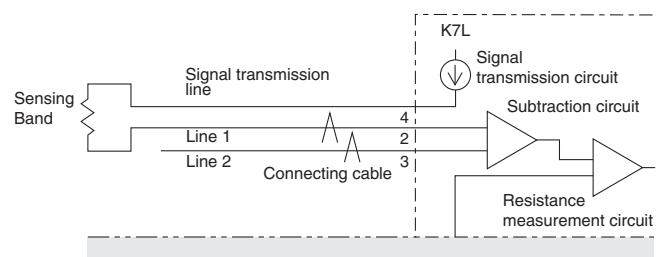 K7L
Signal
transmission circuit
Signal transmission
line
Sensing
Band
Subtraction circuit
4
Line 1
2
Line 2
3
Connecting cable
Resistance
measurement circuit